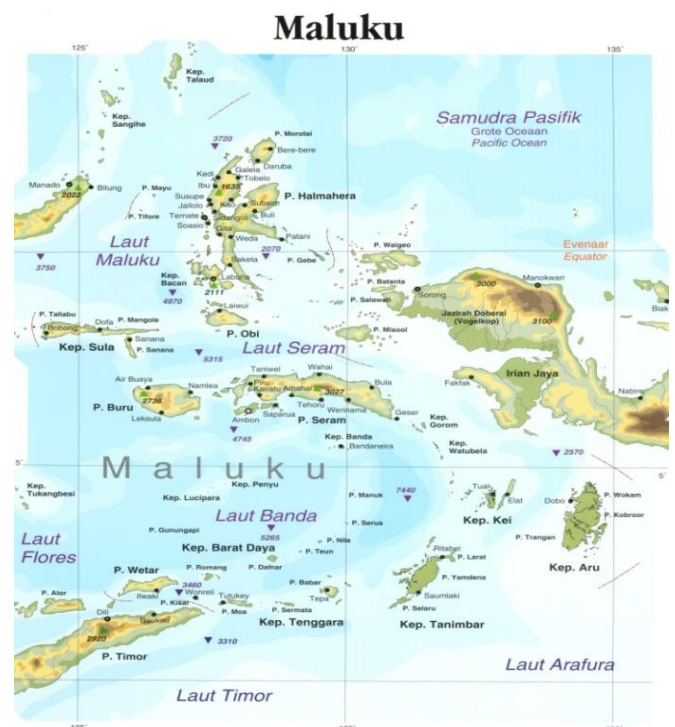 Maluku
125°
130°
135°
Kep.
Talaud
Kep.
Sangihe
Samudra Pasifik
Grote Oceaan
Pacific Ocean
3720
P. Morotai
Bere-bere
Daruba
Galela
Tobelo
Kedi
Ibu
1635
Manado
2022
Bitung
P. Mayu
P. Tifore
Susupe
Jailolo
Kao
Subaim
P. Halmahera
Ternate
Sidangoli
Buli
Soasio
Gita
Weda
Patani
Laut
Maluku
3750
2070
P. Gebe
Saketa
Kep.
Bacan
4970
Labuha
2111
P. Waigeo
Evenaar
Equator
P. Batanta
P. Salawati
Sorong
3000
Manokwari
Jazirah Doberai
(Vogelkop)
3100
Biak
P. Taliabu
Bobong
Dofa
P. Mangole
Sanana
P. Sanana
Kep. Sula
Laiwui
P. Obi
P. Misool
Laut Seram
5315
Irian Jaya
Fakfak
Nabire
Air Buaya
Namlea
2736
P. Buru
Leksula
Taniwel
Wahai
Piru
Kairatu
Amahai
3027
Bula
Ambon
Saparua
Tehoru
Werinama
P. Seram
Geser
4745
Kep.
Gorom
Kep. Banda
Bandaneira
Kep.
Watubela
2570
5°
5°
Maluku
Kep.
Tukangbesi
Kep. Penyu
Kep. Lucipara
P. Manuk
7440
Tual
Elat
Kep. Kei
Dobo
P. Wokam
P. Kobroor
P. Trangan
Kep. Aru
Laut Banda
5265
P. Gunungapi
P. Serua
P. Nila
P. Teun
Laut
Flores
Kep. Barat Daya
P. Wetar
P. Romang
P. Damar
Ritabel
P. Larat
P. Yamdena
3460
Ilwaki
Wonreli
P. Babar
Tepa
Saumlaki
P. Alor
P. Kisar
Tutukey
P. Moa
P. Sermata
P. Selaru
Kep. Tenggara
Kep. Tanimbar
Dili
Baukau
2920
3310
P. Timor
Laut Timor
Laut Arafura